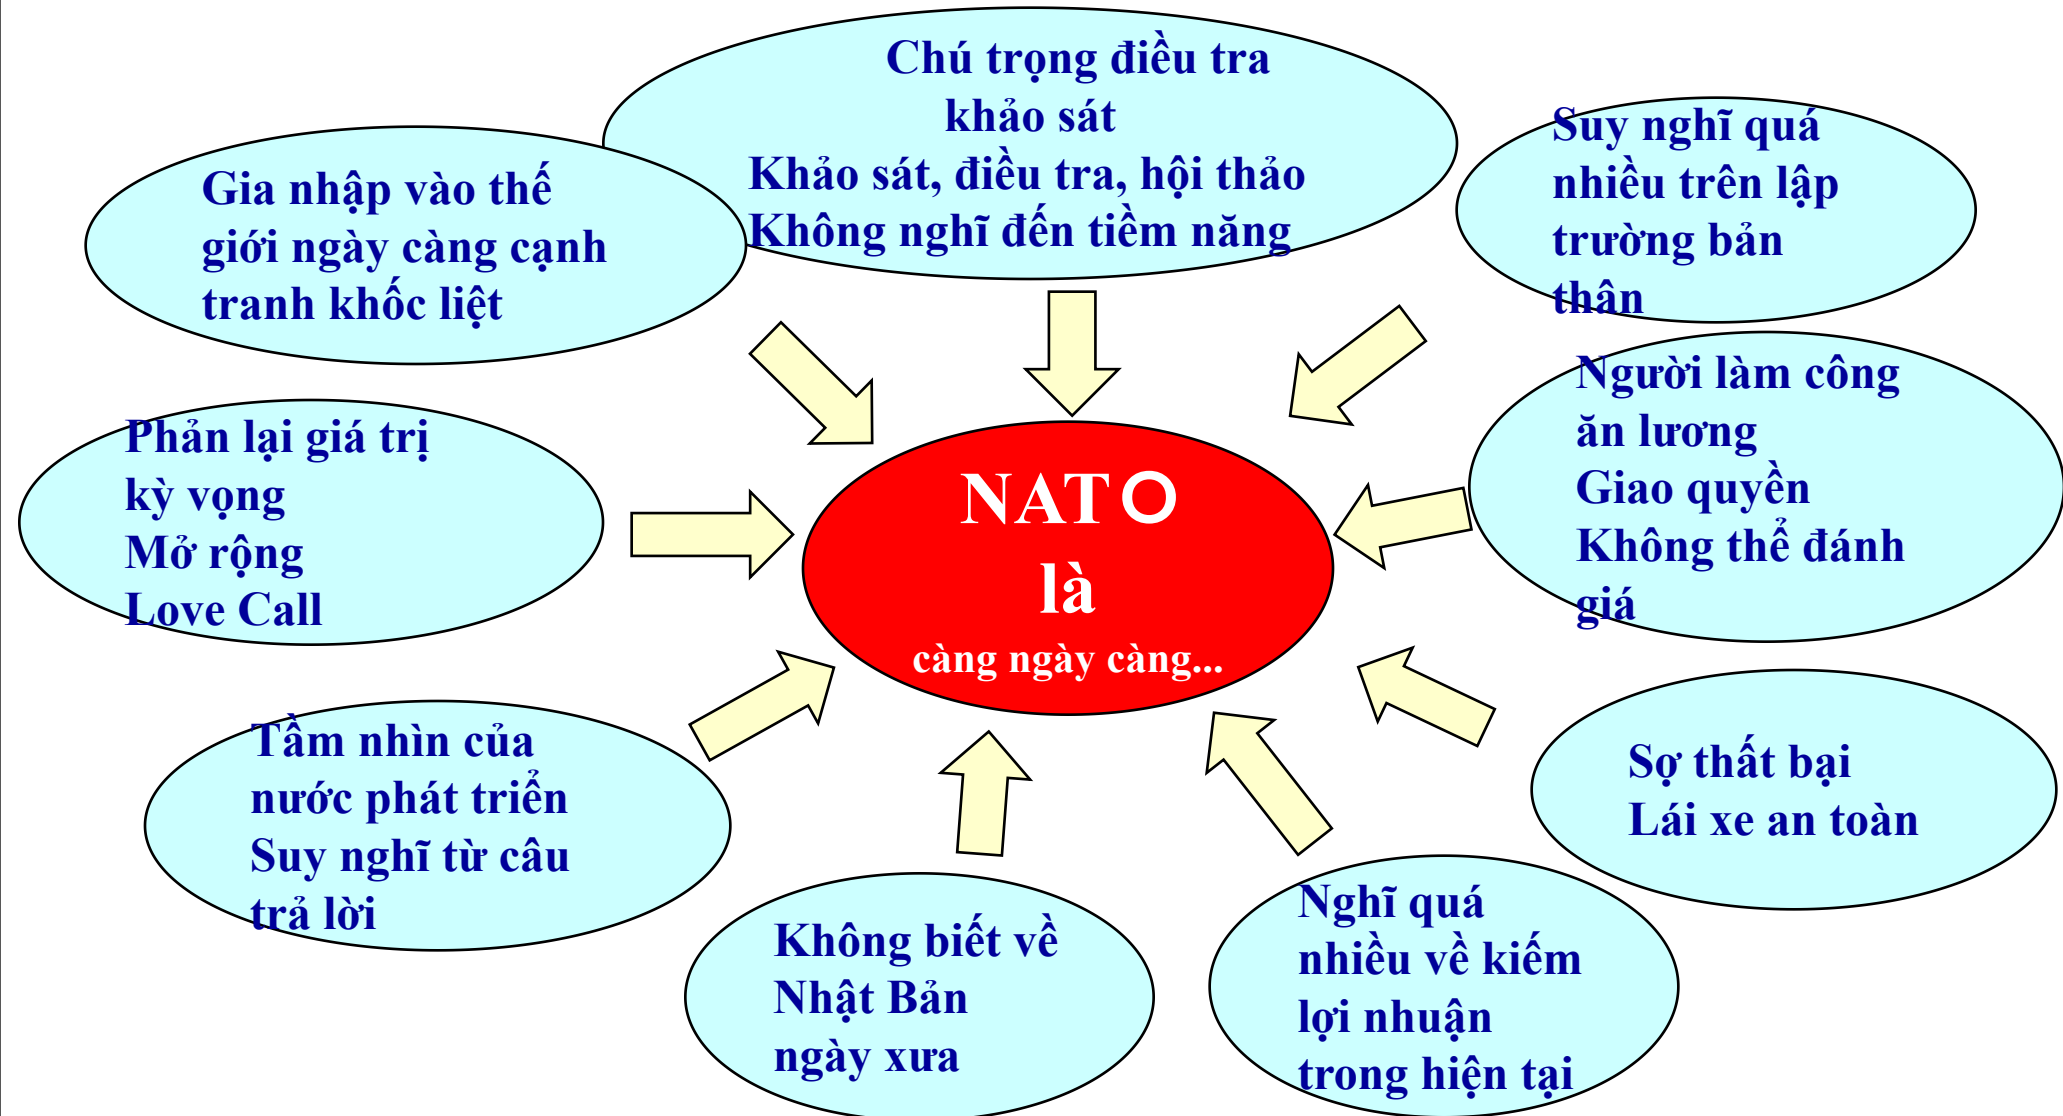 Chú trọng điều tra
khảo sát
Khảo sát, điều tra, hội thảo
Không nghĩ đến tiềm năng
Gia nhập vào thế
giới ngày càng cạnh
tranh khốc liệt
Suy nghĩ quá
nhiều trên lập
trường bản
thân
Phản lại giá trị
kỳ vọng
Mở rộng
Love Call
NATO
là
càng ngày càng...
Người làm công
ăn lương
Giao quyền
Không thể đánh
giá
Tầm nhìn của
nước phát triển
Suy nghĩ từ câu
trả lời
Sợ thất bại
Lái xe an toàn
Không biết về
Nhật Bản
ngày xưa
Nghĩ quá
nhiều về kiếm
lợi nhuận
trong hiện tại